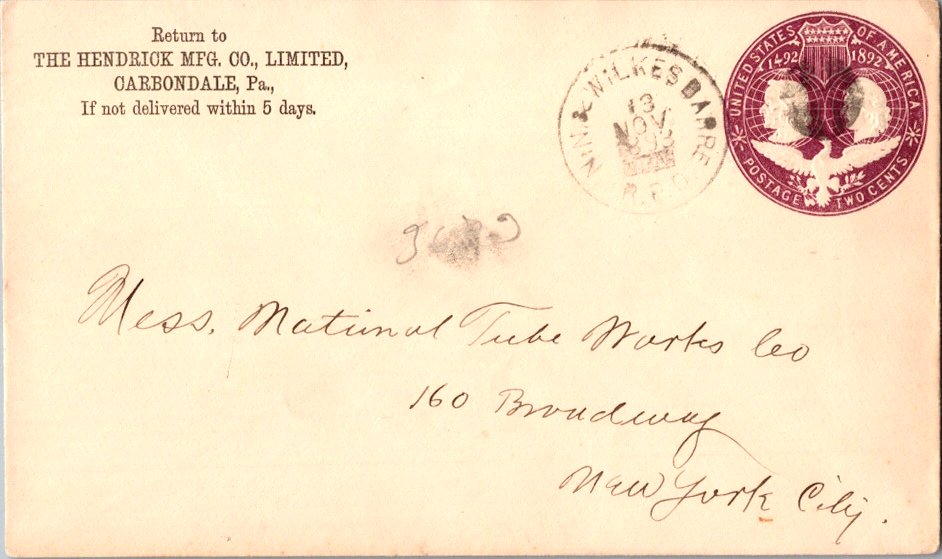 Return to
THE HENDRICK MFG. CO., LIMITED,
CARBONDALE, Pa.,
If not delivered within 5 days.
WILKES BARRE
13
NOV
R.P.O.
UNITED STATES OF AMERICA
1492 1892
POSTAGE TWO CENTS
Mess. National Tube Works Co
160 Broadway
New York City.